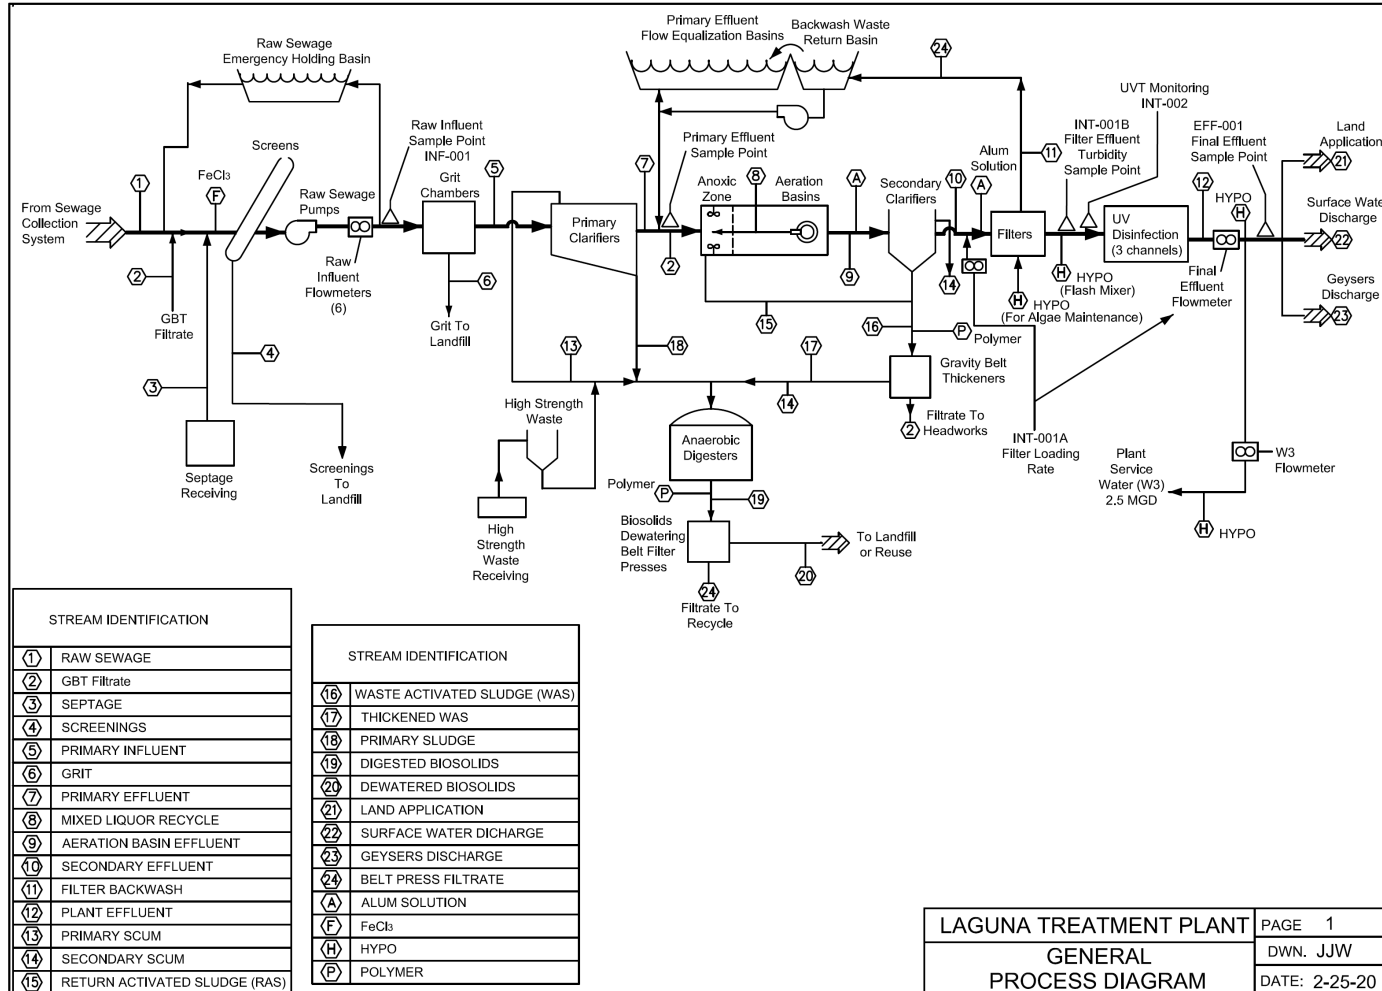 Primary Effluent
Flow Equalization Basins
Backwash Waste
Return Basin
24
Raw Sewage
Emergency Holding Basin
UVT Monitoring
INT-002
Screens
Raw Influent
Sample Point
INF-001
Primary Effluent
Sample Point
INT-001B
Filter Effluent
Turbidity
Sample Point
EFF-001
Final Effluent
Sample Point
Land
Application
21
FeCl3
F
1
Raw Sewage
Pumps
Grit
Chambers
5
7
Anoxic
Zone
8
Aeration
Basins
A
Secondary
Clarifiers
10
Alum
Solution
A
11
12
HYPO
H
From Sewage
Collection
System
Primary
Clarifiers
Filters
UV
Disinfection
(3 channels)
Surface Water
Discharge
22
2
GBT
Filtrate
Raw
Influent
Flowmeters
(6)
6
Grit To
Landfill
2
9
14
H
HYPO
(Flash Mixer)
H
HYPO
(For Algae Maintenance)
Final
Effluent
Flowmeter
Geysers
Discharge
23
15
16
P
Polymer
4
3
13
18
17
14
Gravity Belt
Thickeners
High Strength
Waste
Anaerobic
Digesters
2
Filtrate To
Headworks
INT-001A
Filter Loading
Rate
Septage
Receiving
Screenings
To
Landfill
Plant
Service
Water (W3)
2.5 MGD
W3
Flowmeter
Polymer
P
19
High
Strength
Waste
Receiving
Biosolids
Dewatering
Belt Filter
Presses
To Landfill
or Reuse
20
H
HYPO
24
Filtrate To
Recycle
STREAM IDENTIFICATION
1 RAW SEWAGE
2 GBT Filtrate
3 SEPTAGE
4 SCREENINGS
5 PRIMARY INFLUENT
6 GRIT
7 PRIMARY EFFLUENT
8 MIXED LIQUOR RECYCLE
9 AERATION BASIN EFFLUENT
10 SECONDARY EFFLUENT
11 FILTER BACKWASH
12 PLANT EFFLUENT
13 PRIMARY SCUM
14 SECONDARY SCUM
15 RETURN ACTIVATED SLUDGE (RAS)
STREAM IDENTIFICATION
16 WASTE ACTIVATED SLUDGE (WAS)
17 THICKENED WAS
18 PRIMARY SLUDGE
19 DIGESTED BIOSOLIDS
20 DEWATERED BIOSOLIDS
21 LAND APPLICATION
22 SURFACE WATER DICHARGE
23 GEYSERS DISCHARGE
24 BELT PRESS FILTRATE
A ALUM SOLUTION
F FeCl3
H HYPO
P POLYMER
LAGUNA TREATMENT PLANT
GENERAL
PROCESS DIAGRAM
PAGE 1
DWN. JJW
DATE: 2-25-20